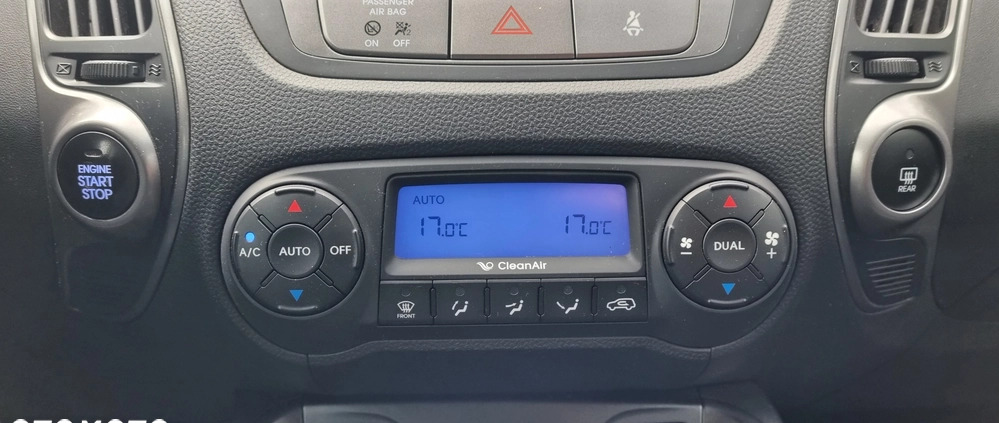 PASSENGER
AIR BAG
ON OFF
ENGINE
START
STOP
REAR
AUTO
17.0°C 17.0°C
A/C AUTO OFF
- DUAL +
CleanAir
FRONT
OTOMOTO